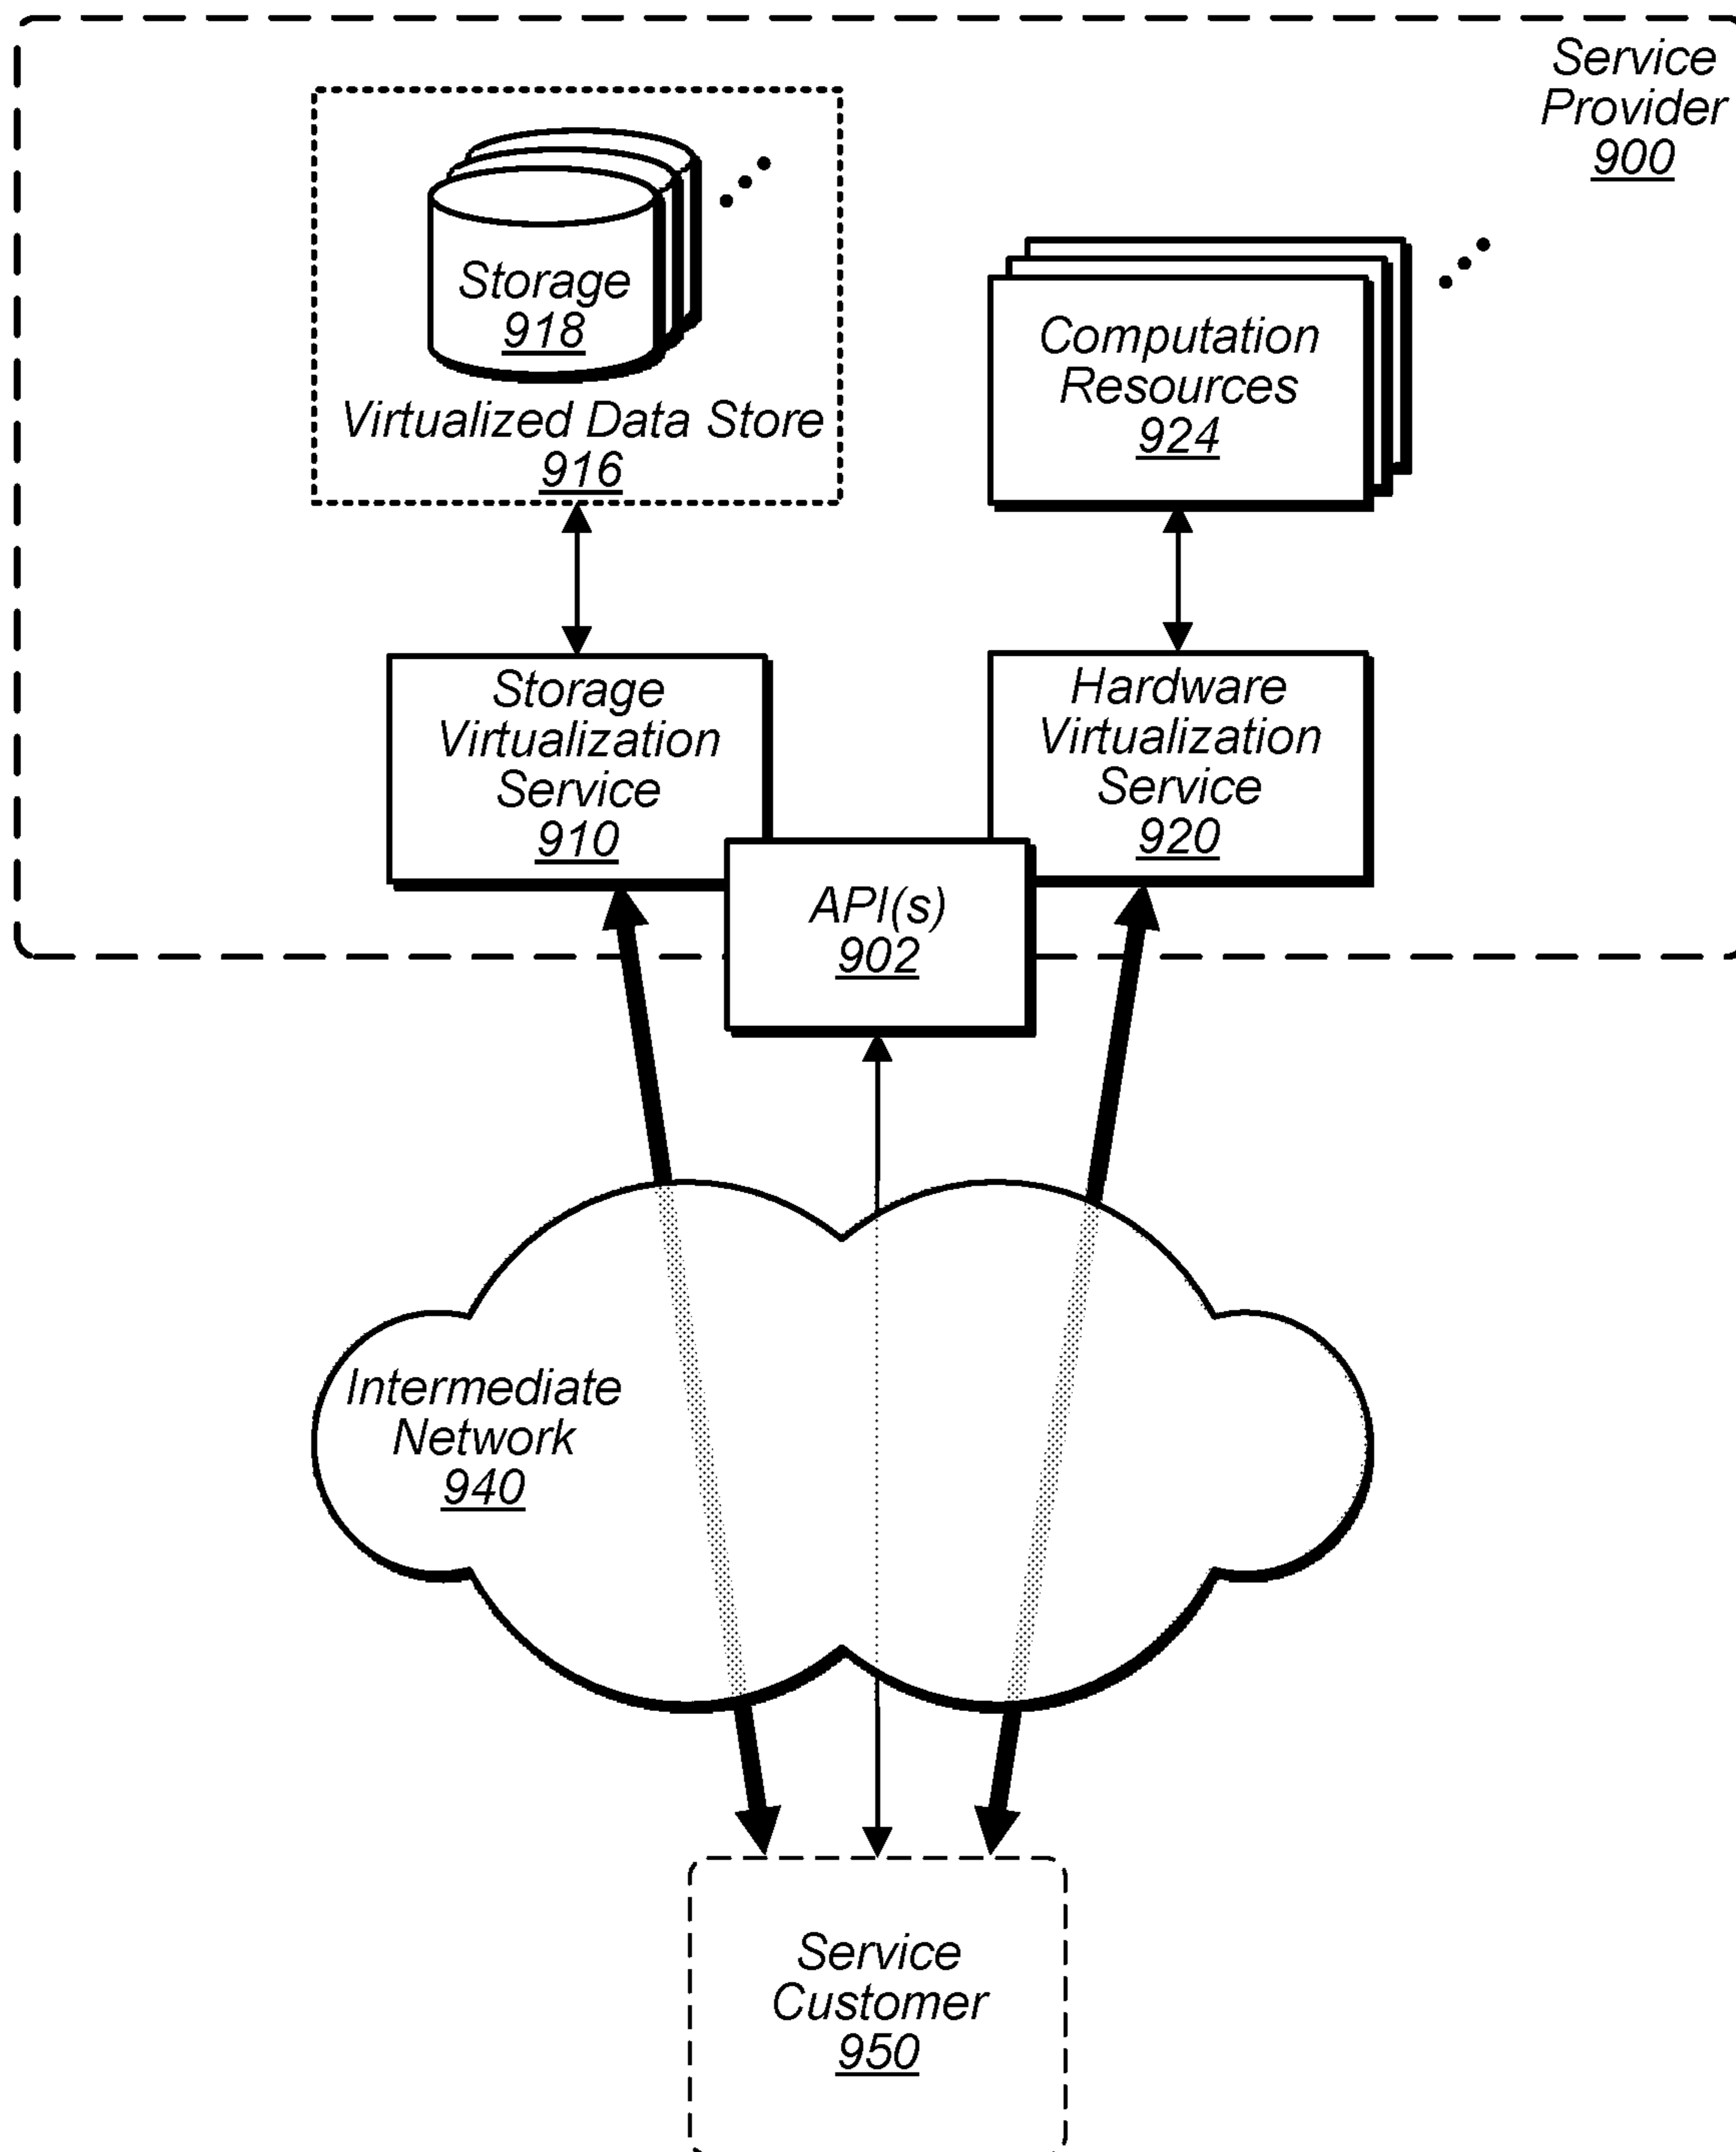 Service
Provider
900
Storage
918
Virtualized Data Store
916
Computation
Resources
924
Storage
Virtualization
Service
910
Hardware
Virtualization
Service
920
API(s)
902
Intermediate
Network
940
Service
Customer
950